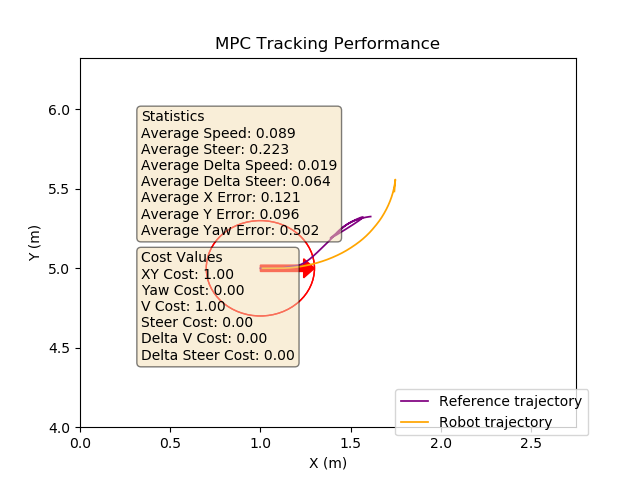 MPC Tracking Performance
Y (m)
6.0
5.5
5.0
4.5
4.0
Statistics
Average Speed: 0.089
Average Steer: 0.223
Average Delta Speed: 0.019
Average Delta Steer: 0.064
Average X Error: 0.121
Average Y Error: 0.096
Average Yaw Error: 0.502
Cost Values
XY Cost: 1.00
Yaw Cost: 0.00
V Cost: 1.00
Steer Cost: 0.00
Delta V Cost: 0.00
Delta Steer Cost: 0.00
Reference trajectory
Robot trajectory
0.0 0.5 1.0 1.5 2.0 2.5
X (m)